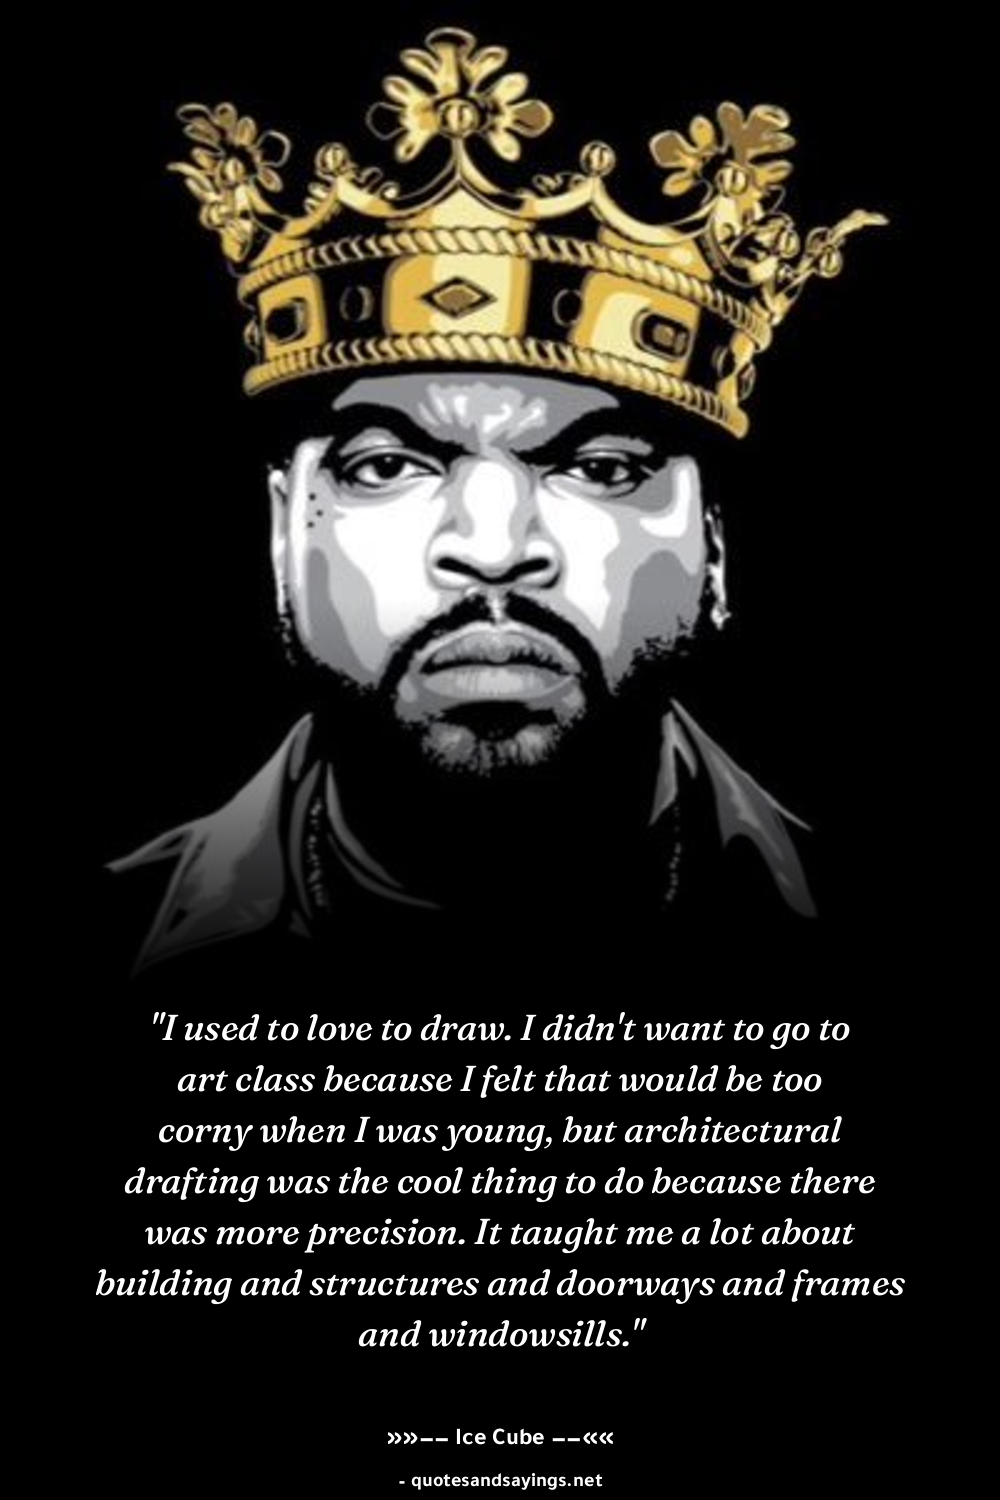 "I used to love to draw. I didn't want to go to
art class because I felt that would be too
corny when I was young, but architectural
drafting was the cool thing to do because there
was more precision. It taught me a lot about
building and structures and doorways and frames
and windowsills."
»»–– Ice Cube ––««
- quotesandsayings.net